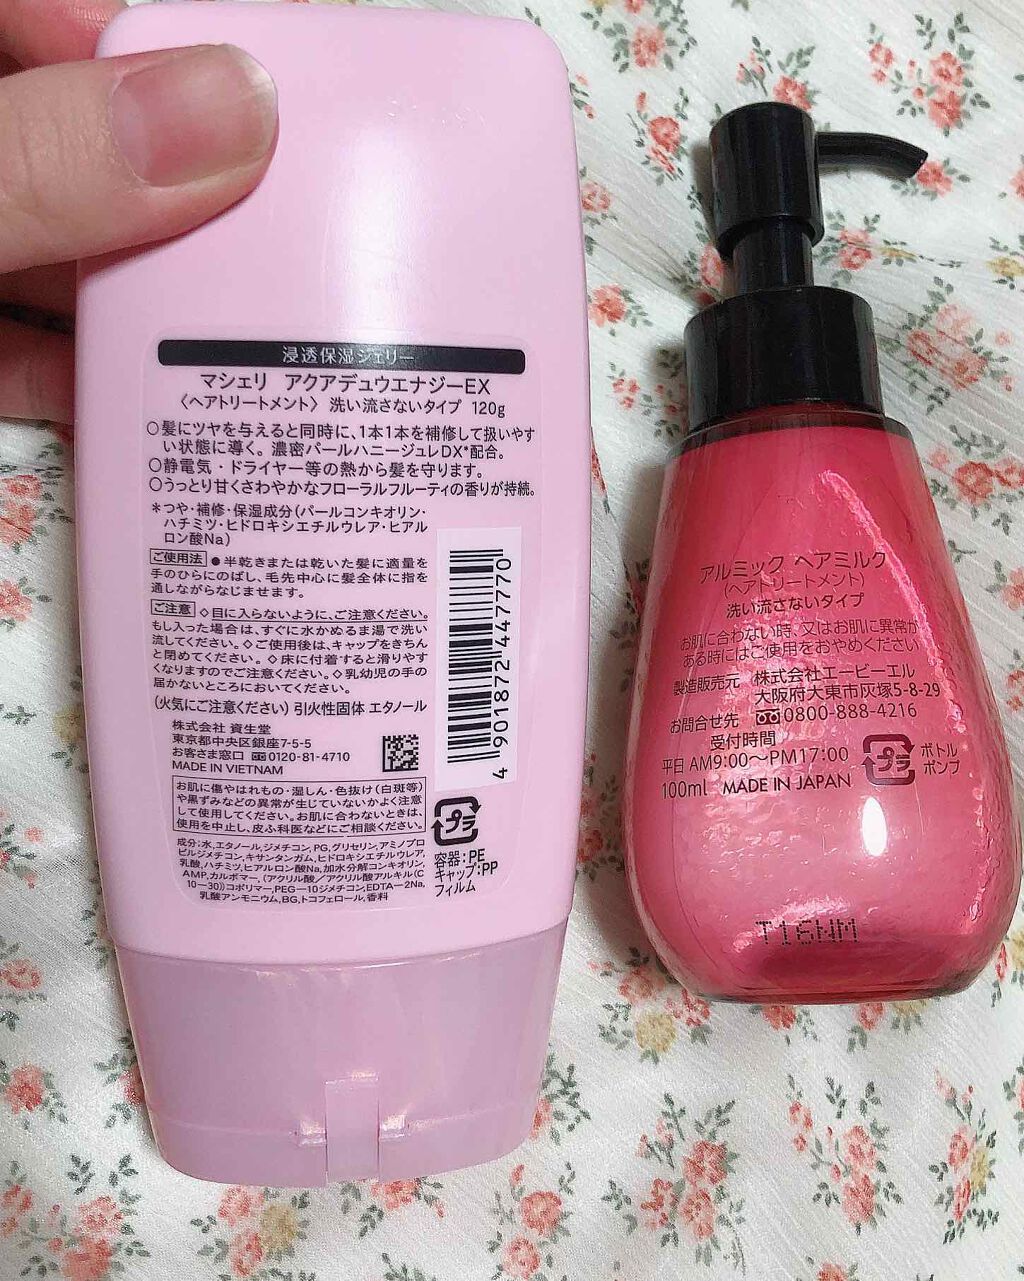 浸透保湿ジェリー
マシェリ アクアデュウエナジーEX
〈ヘアトリートメント〉 洗い流さないタイプ 120g
○髪にツヤを与えると同時に、1本1本を補修して扱いやす
い状態に導く。濃密パールハニージュレDX*配合。
○静電気・ドライヤー等の熱から髪を守ります。
○うっとり甘くさわやかなフローラルフルーティの香りが持続。
*つや・補修・保湿成分(パールコンキオリン・
ハチミツ・ヒドロキシエチルウレア・ヒアル
ロン酸Na)
ご使用法 ●半乾きまたは乾いた髪に適量を
手のひらにのばし、毛先中心に髪全体に指を
通しながらなじませます。
ご注意 ◇目に入らないように、ご注意ください。
もし入った場合は、すぐに水かぬるま湯で洗い
流してください。◇ご使用後は、キャップをきちん
と閉めてください。◇床に付着すると滑りやす
くなりますのでご注意ください。◇乳幼児の手の
届かないところにおいてください。
(火気にご注意ください) 引火性固体 エタノール
株式会社 資生堂
東京都中央区銀座7-5-5
お客さま窓口 0120-81-4710
MADE IN VIETNAM
お肌に傷やはれもの・湿しん・色抜け(白斑等)
や黒ずみなどの異常が生じていないかよく注意
して使用してください。お肌に合わないときは、
使用を中止し、皮ふ科医などにご相談ください。
成分:水,エタノール,ジメチコン,PG,グリセリン,アミノプロ
ピルジメチコン,キサンタンガム,ヒドロキシエチルウレア,
乳酸,ハチミツ,ヒアルロン酸Na,加水分解コンキオリン,
AMP,カルボマー,(アクリル酸/アクリル酸アルキル(C
10ー30))コポリマー,PEGー10ジメチコン,EDTAー2Na,
乳酸アンモニウム,BG,トコフェロール,香料
4 901872 447770
プラ
容器:PE
キャップ:PP
フィルム
アルミック ヘアミルク
(ヘアトリートメント)
洗い流さないタイプ
お肌に合わない時、又はお肌に異常が
ある時にはご使用をおやめください
製造販売元 株式会社エービーエル
大阪府大東市灰塚5-8-29
お問合せ先 0800-888-4216
受付時間
平日 AM9:00〜PM17:00
100ml MADE IN JAPAN
プラ
ボトル
ポンプ
T16NM